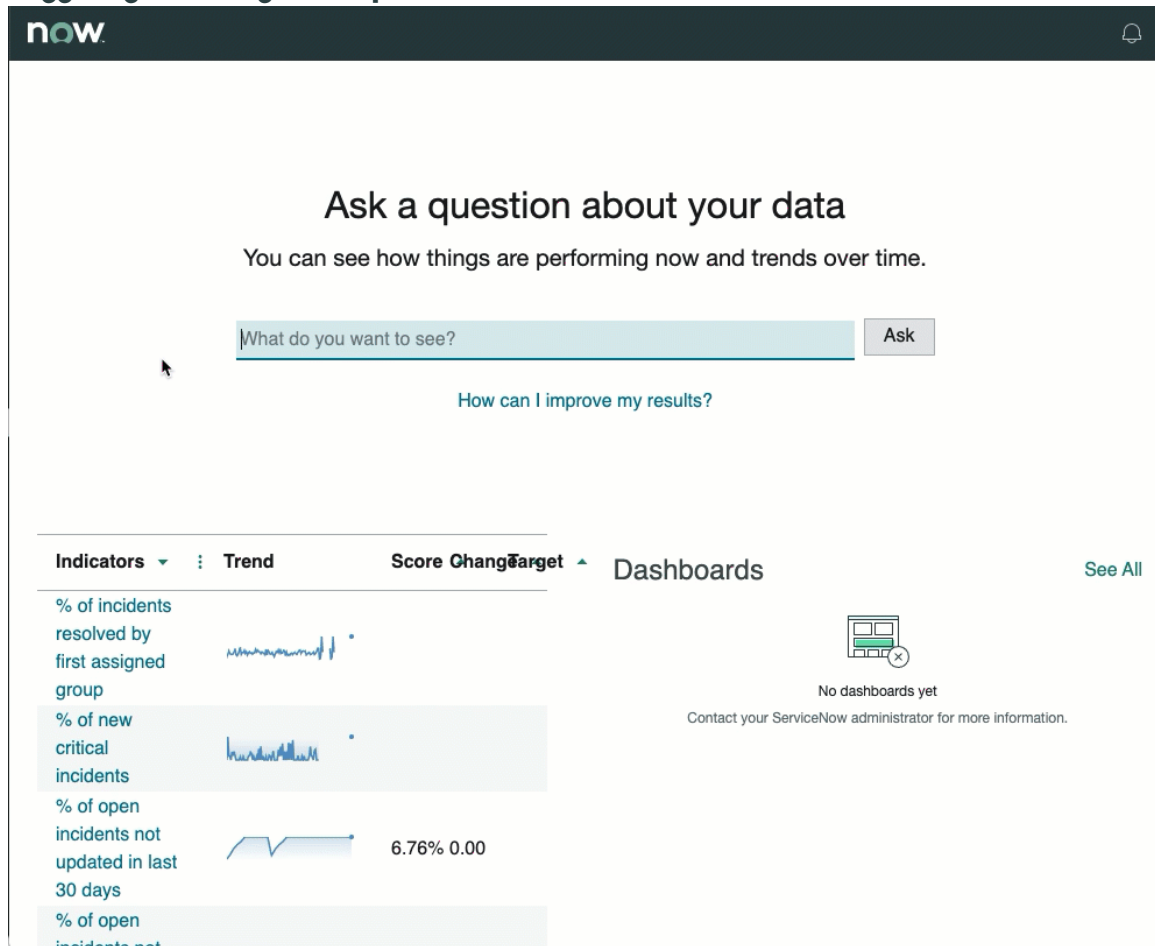 now.
Ask a question about your data
You can see how things are performing now and trends over time.
What do you want to see?
Ask
How can I improve my results?
Indicators
Trend
Score
Change
Target
% of incidents
resolved by
first assigned
group
% of new
critical
incidents
% of open
incidents not
updated in last
30 days
6.76% 0.00
% of open
Dashboards
See All
No dashboards yet
Contact your ServiceNow administrator for more information.